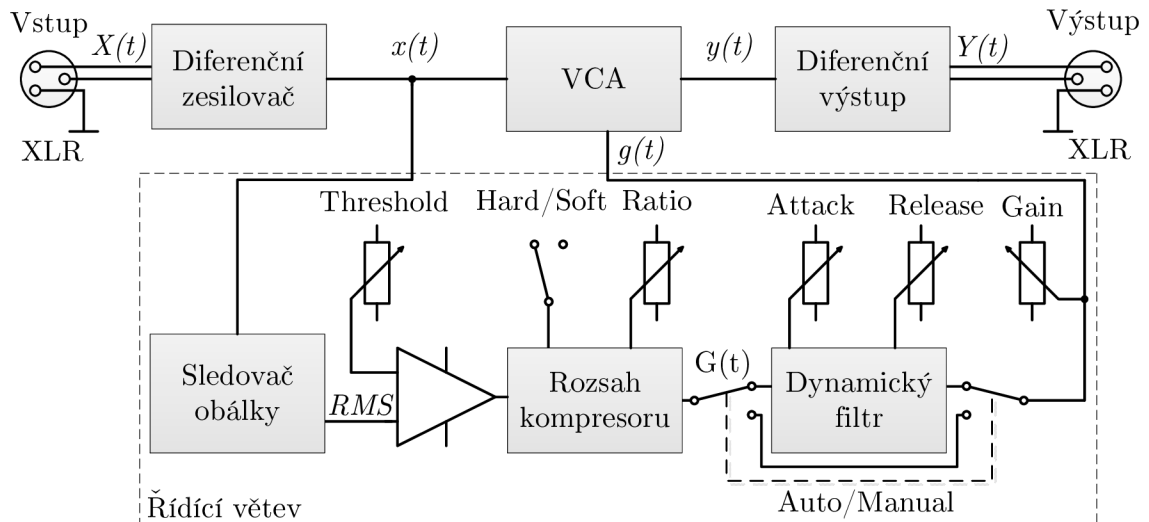 Vstup
X(t)
Diferenční
zesilovač
x(t)
VCA
y(t)
Diferenční
výstup
Y(t)
Výstup
XLR
g(t)
XLR
Threshold
Hard/Soft
Ratio
Attack
Release
Gain
Sledovač
obálky
RMS
Rozsah
kompresoru
G(t)
Dynamický
filtr
Auto/Manual
Řídící větev